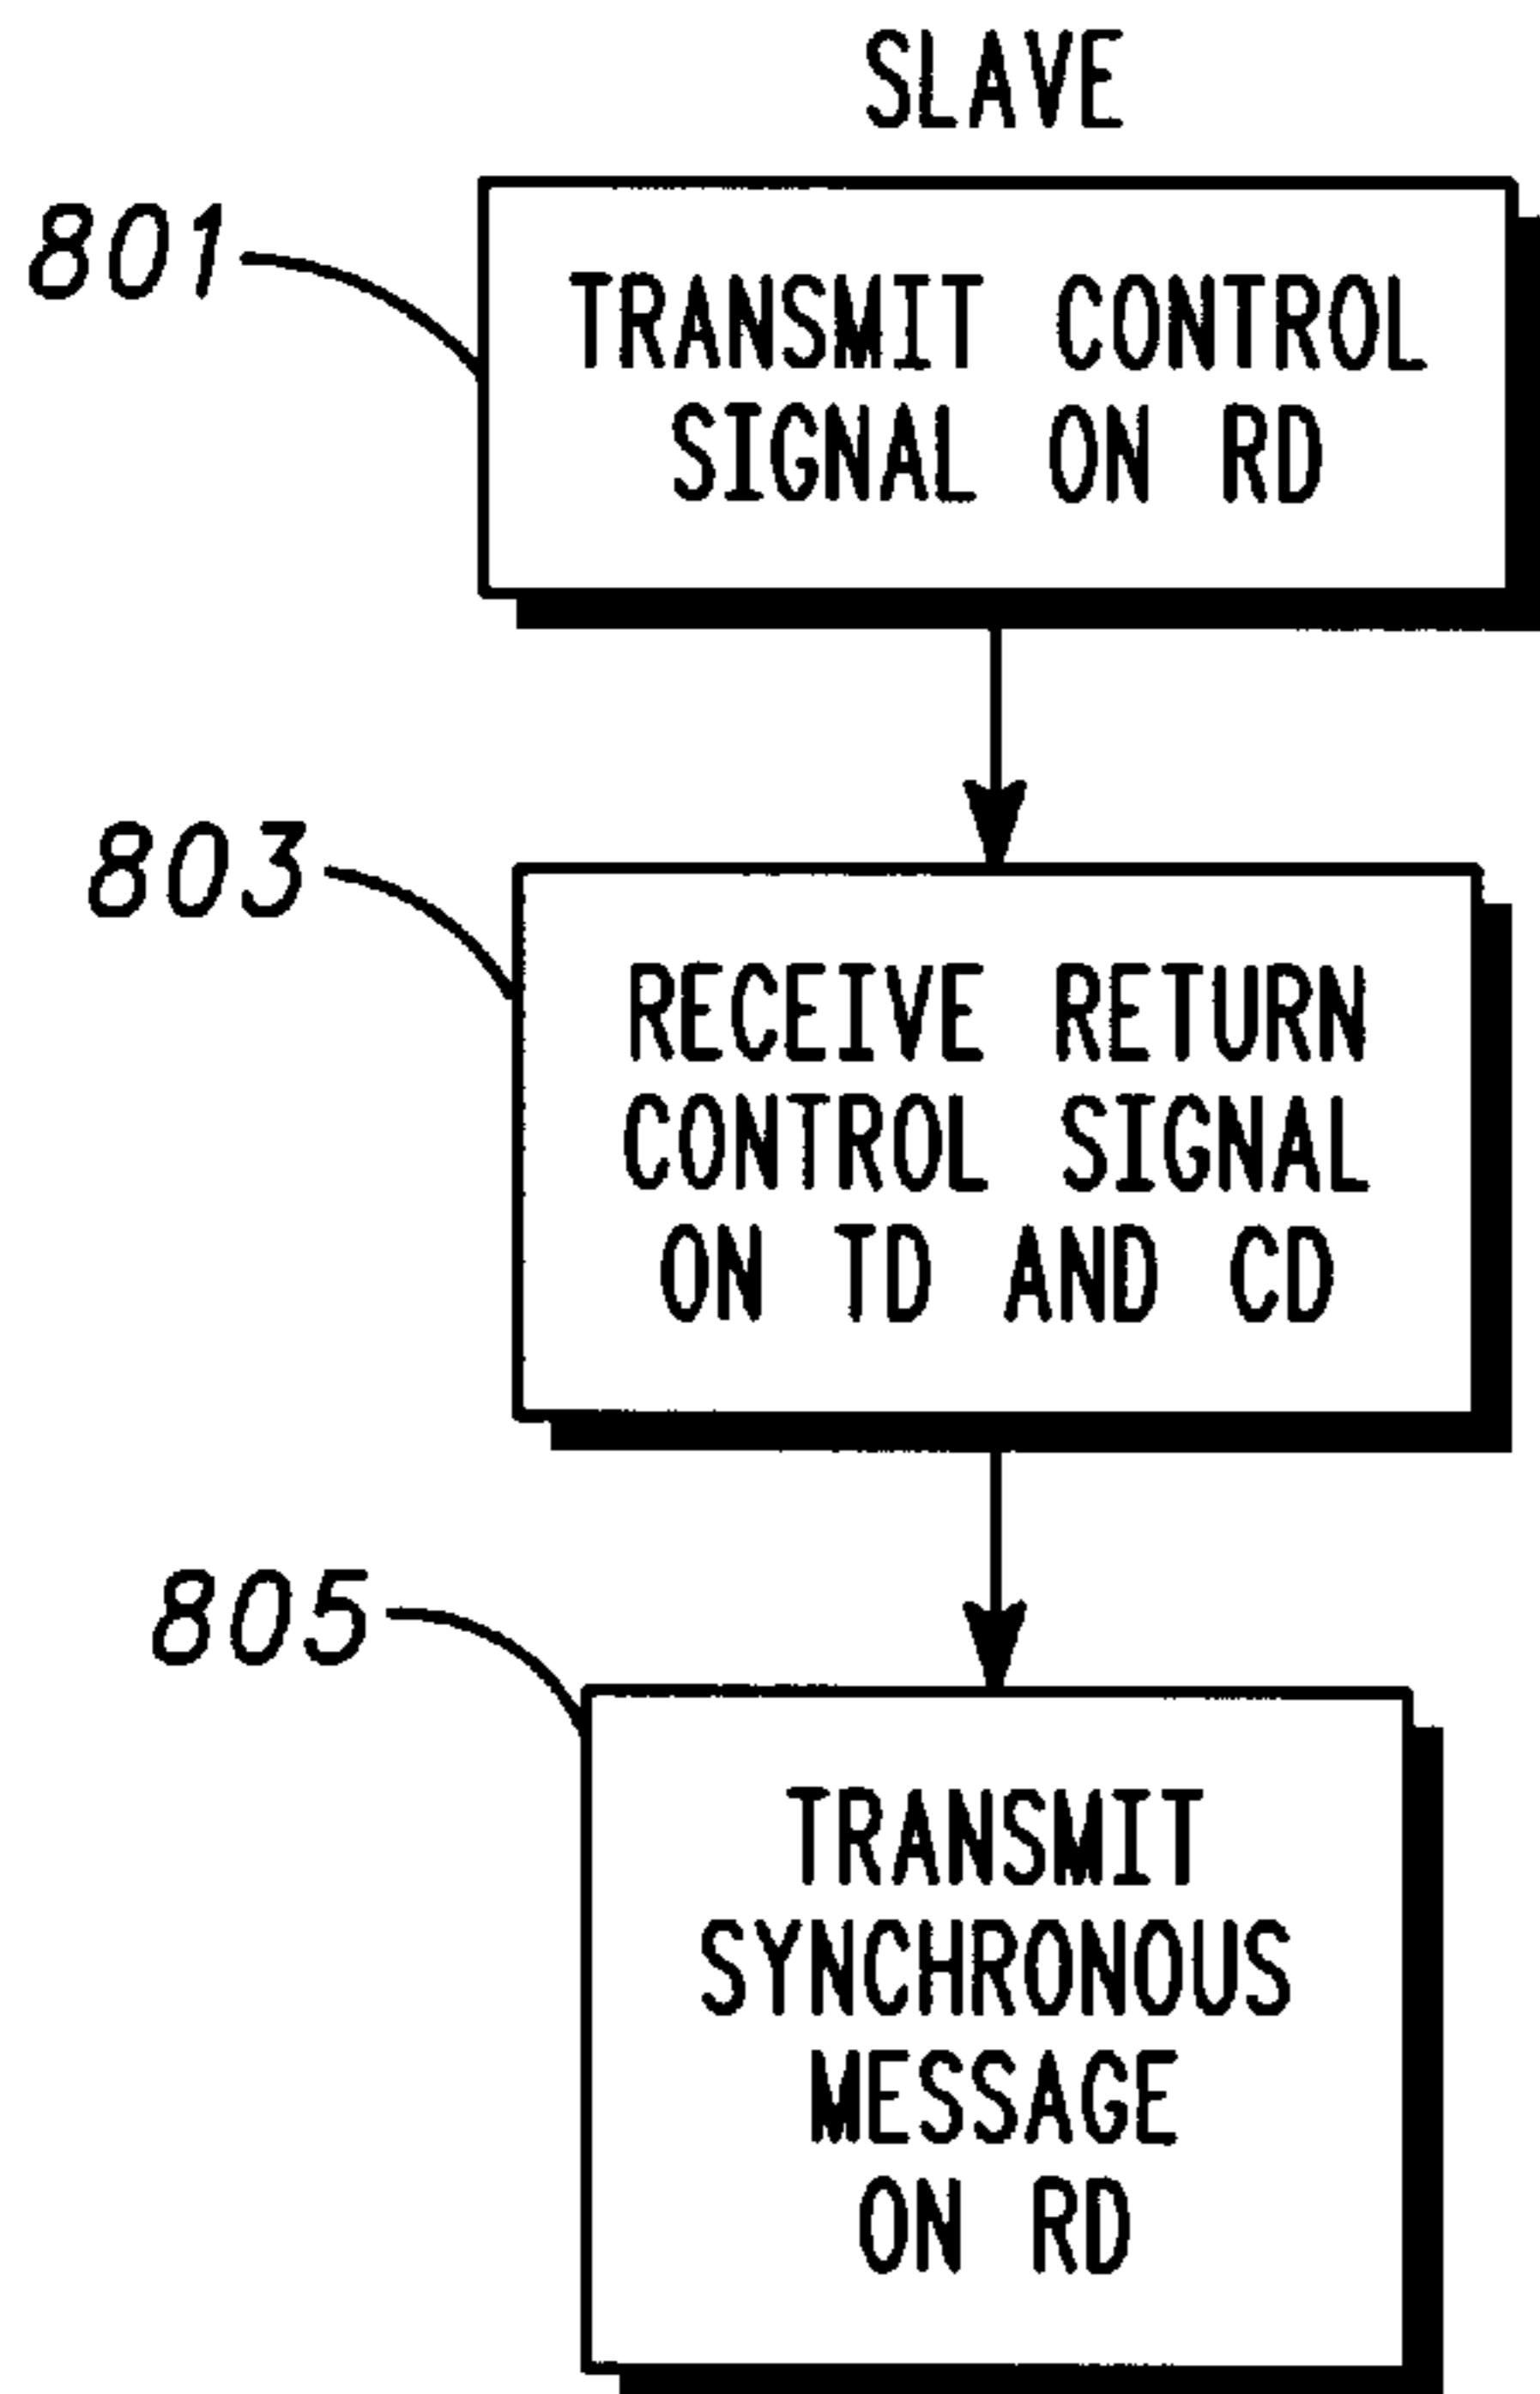 SLAVE
801
TRANSMIT CONTROL
SIGNAL ON RD
803
RECEIVE RETURN
CONTROL SIGNAL
ON TD AND CD
805
TRANSMIT
SYNCHRONOUS
MESSAGE
ON RD